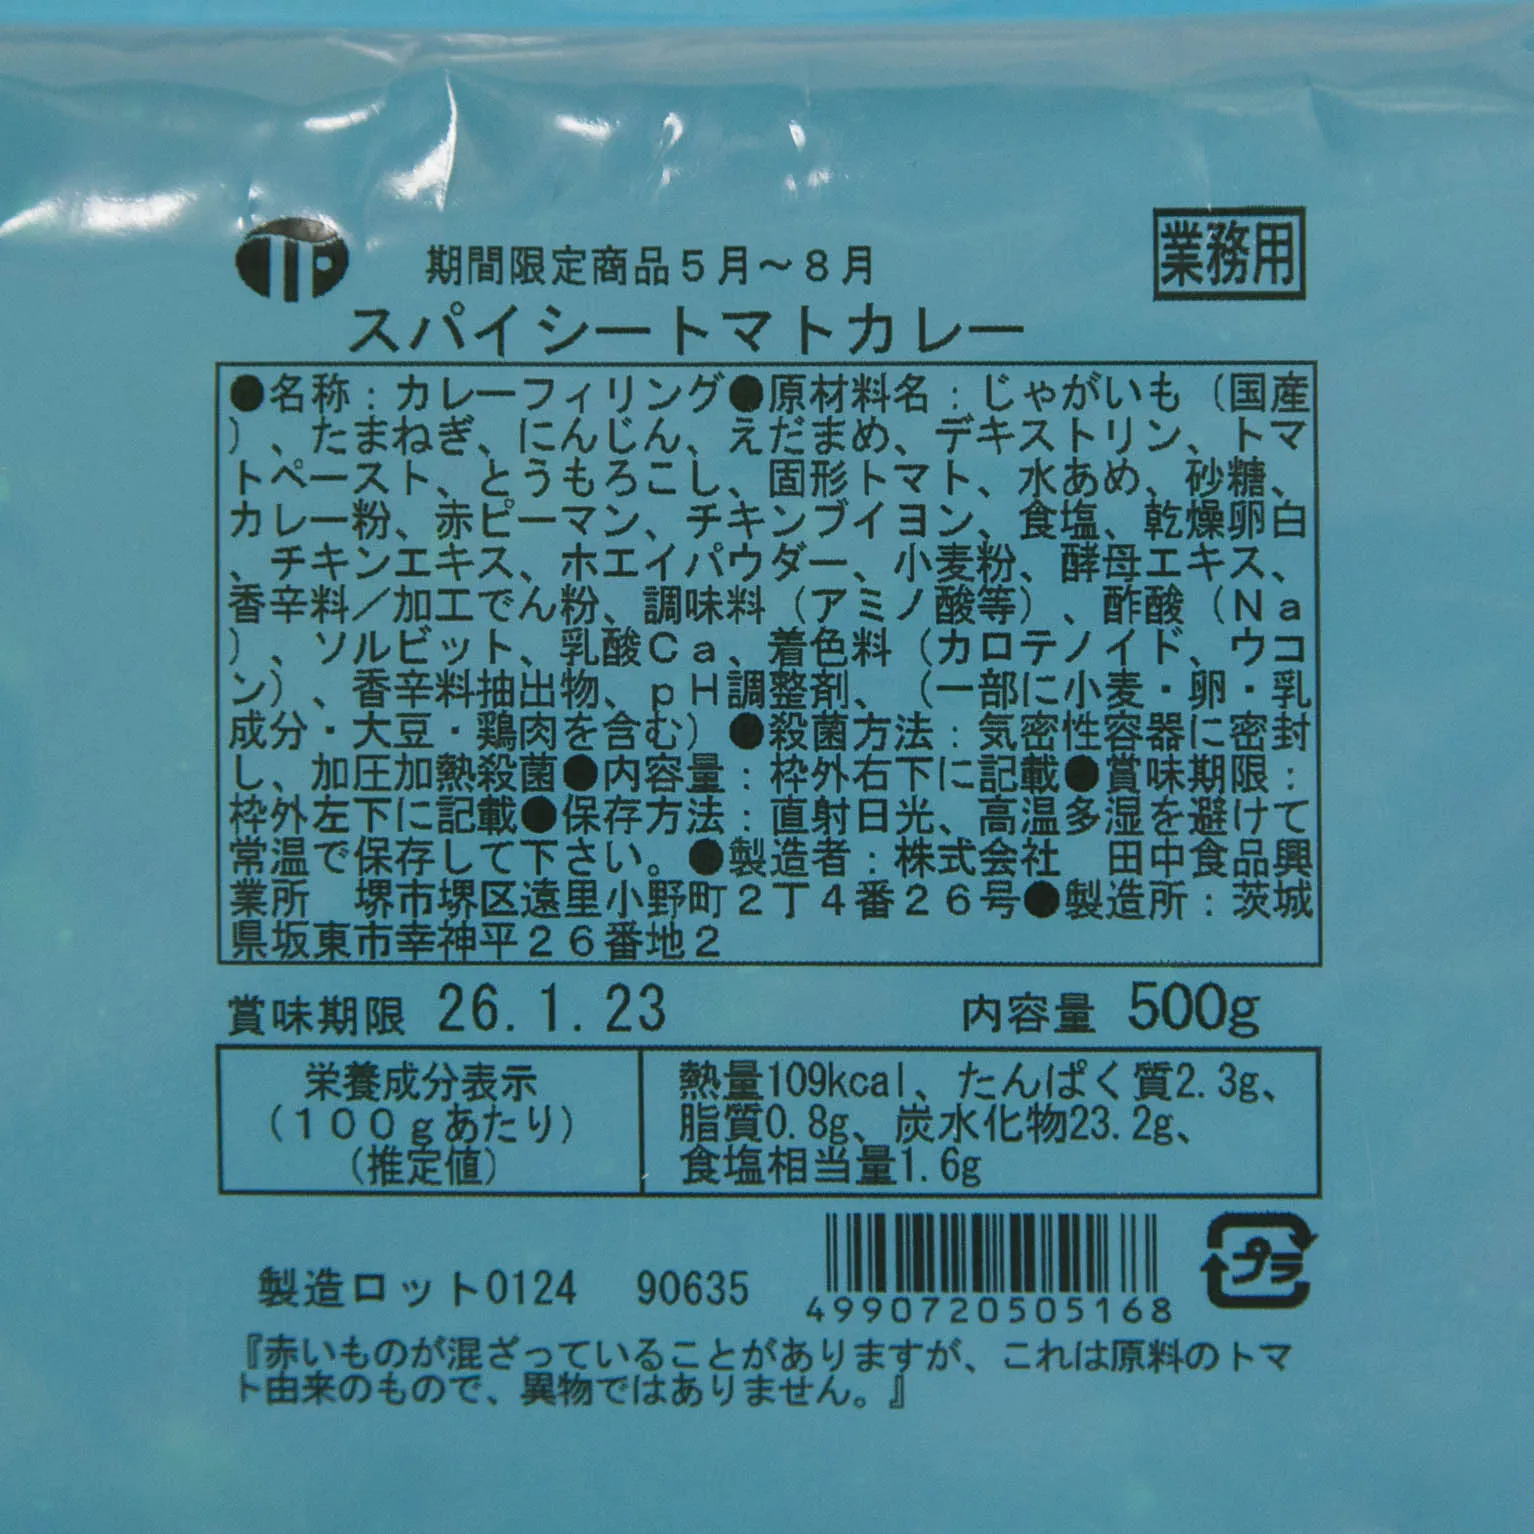 TTP
期間限定商品5月～8月
業務用
スパイシートマトカレー
●名称：カレーフィリング●原材料名：じゃがいも（国産
）、たまねぎ、にんじん、えだまめ、デキストリン、トマ
トペースト、とうもろこし、固形トマト、水あめ、砂糖、
カレー粉、赤ピーマン、チキンブイヨン、食塩、乾燥卵白
、チキンエキス、ホエイパウダー、小麦粉、酵母エキス、
香辛料／加工でん粉、調味料（アミノ酸等）、酢酸（Na
）、ソルビット、乳酸Ca、着色料（カロテノイド、ウコ
ン）、香辛料抽出物、pH調整剤、（一部に小麦・卵・乳
成分・大豆・鶏肉を含む）●殺菌方法：気密性容器に密封
し、加圧加熱殺菌●内容量：枠外右下に記載●賞味期限：
枠外左下に記載●保存方法：直射日光、高温多湿を避けて
常温で保存して下さい。●製造者：株式会社　田中食品興
業所　堺市堺区遠里小野町2丁4番26号●製造所：茨城
県坂東市幸神平26番地2
賞味期限 26.1.23 内容量 500g
栄養成分表示
（100gあたり）
（推定値）
熱量109kcal、たんぱく質2.3g、
脂質0.8g、炭水化物23.2g、
食塩相当量1.6g
製造ロット0124 90635
4990720505168
プラ
『赤いものが混ざっていることがありますが、これは原料のトマ
ト由来のもので、異物ではありません。』